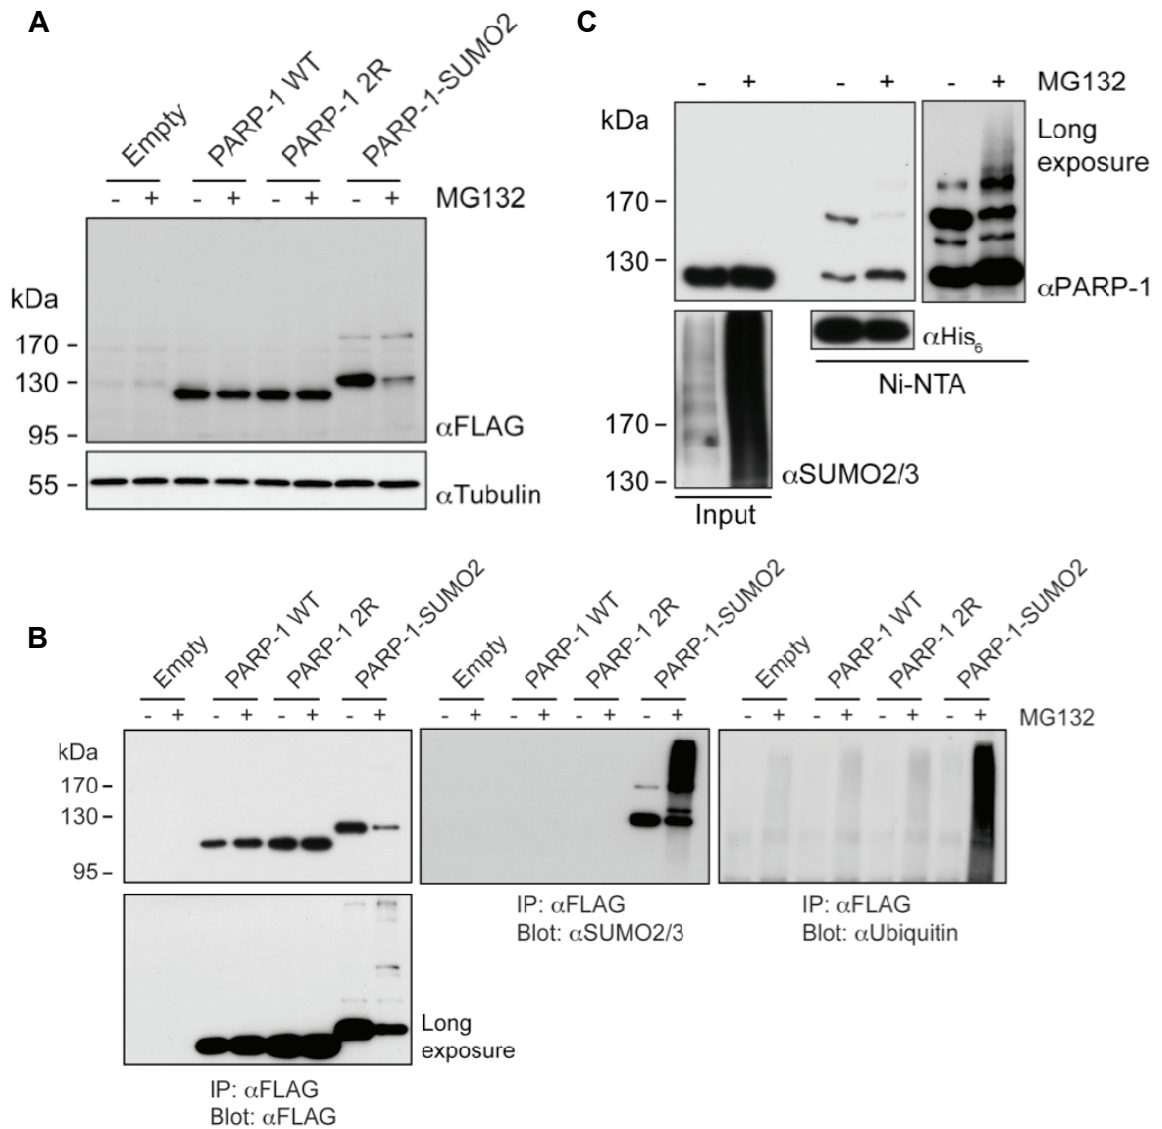 A
Empty
PARP-1 WT
PARP-1 2R
PARP-1-SUMO2
- + - + - + - + MG132
kDa
170 -
130 -
95 -
αFLAG
55 -
αTubulin
C
- + - + - + MG132
kDa
Long
exposure
170 -
130 -
αPARP-1
αHis6
Ni-NTA
170 -
130 -
αSUMO2/3
Input
B
Empty
PARP-1 WT
PARP-1 2R
PARP-1-SUMO2
Empty
PARP-1 WT
PARP-1 2R
PARP-1-SUMO2
Empty
PARP-1 WT
PARP-1 2R
PARP-1-SUMO2
- + - + - + - + - + - + - + - + - + - + - + - + MG132
kDa
170 -
130 -
95 -
IP: αFLAG
Blot: αSUMO2/3
IP: αFLAG
Blot: αUbiquitin
Long
exposure
IP: αFLAG
Blot: αFLAG